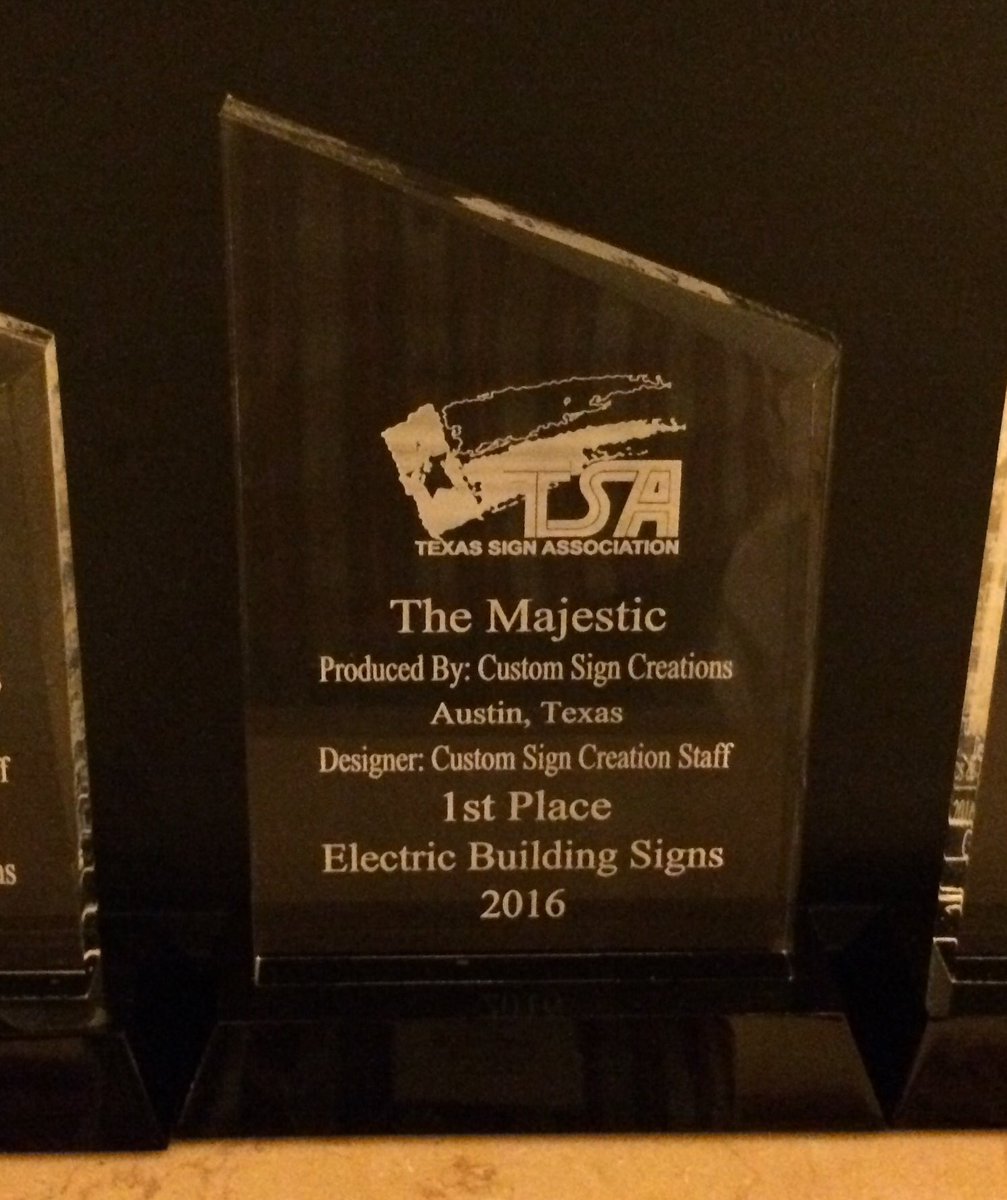 TSA
TEXAS SIGN ASSOCIATION
The Majestic
Produced By: Custom Sign Creations
Austin, Texas
Designer: Custom Sign Creation Staff
1st Place
Electric Building Signs
2016